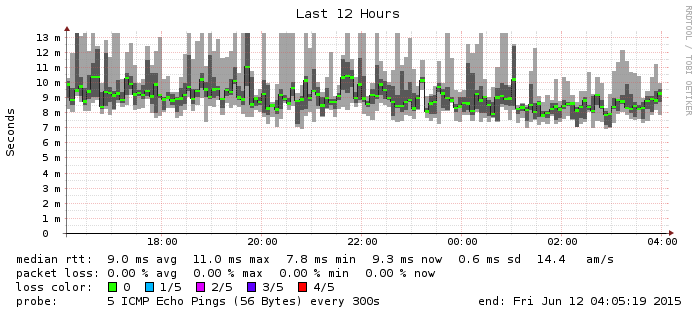 Last 12 Hours
RRDTOOL / TOBI OETIKER
Seconds
13 m
12 m
11 m
10 m
9 m
8 m
7 m
6 m
5 m
4 m
3 m
2 m
1 m
0
18:00 20:00 22:00 00:00 02:00 04:00
median rtt: 9.0 ms avg 11.0 ms max 7.8 ms min 9.3 ms now 0.6 ms sd 14.4 am/s
packet loss: 0.00 % avg 0.00 % max 0.00 % min 0.00 % now
loss color: 0 1/5 2/5 3/5 4/5
probe: 5 ICMP Echo Pings (56 Bytes) every 300s end: Fri Jun 12 04:05:19 2015